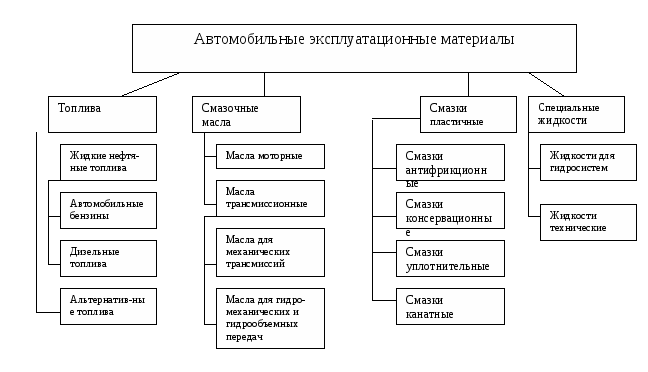 Автомобильные эксплуатационные материалы
Топлива
Жидкие нефтя-
ные топлива
Автомобильные
бензины
Дизельные
топлива
Альтернатив-ны
е топлива
Смазочные
масла
Масла моторные
Масла
трансмиссионные
Масла для
механических
трансмиссий
Масла для гидро-
механических и
гидрообъемных
передач
Смазки
пластичные
Смазки
антифрикционн
ые
Смазки
консервационны
е
Смазки
уплотнительные
Смазки
канатные
Специальные
жидкости
Жидкости для
гидросистем
Жидкости
технические